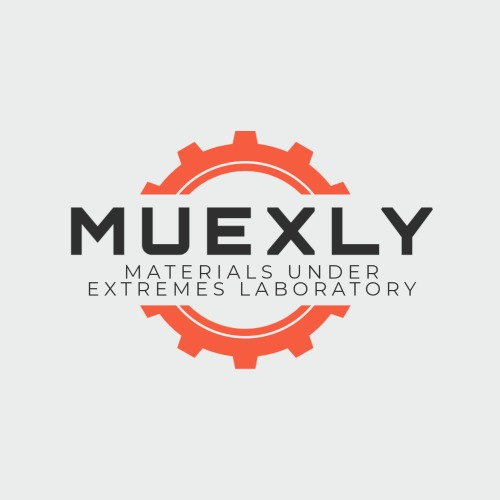 MUEXLY
MATERIALS UNDER
EXTREMES LABORATORY